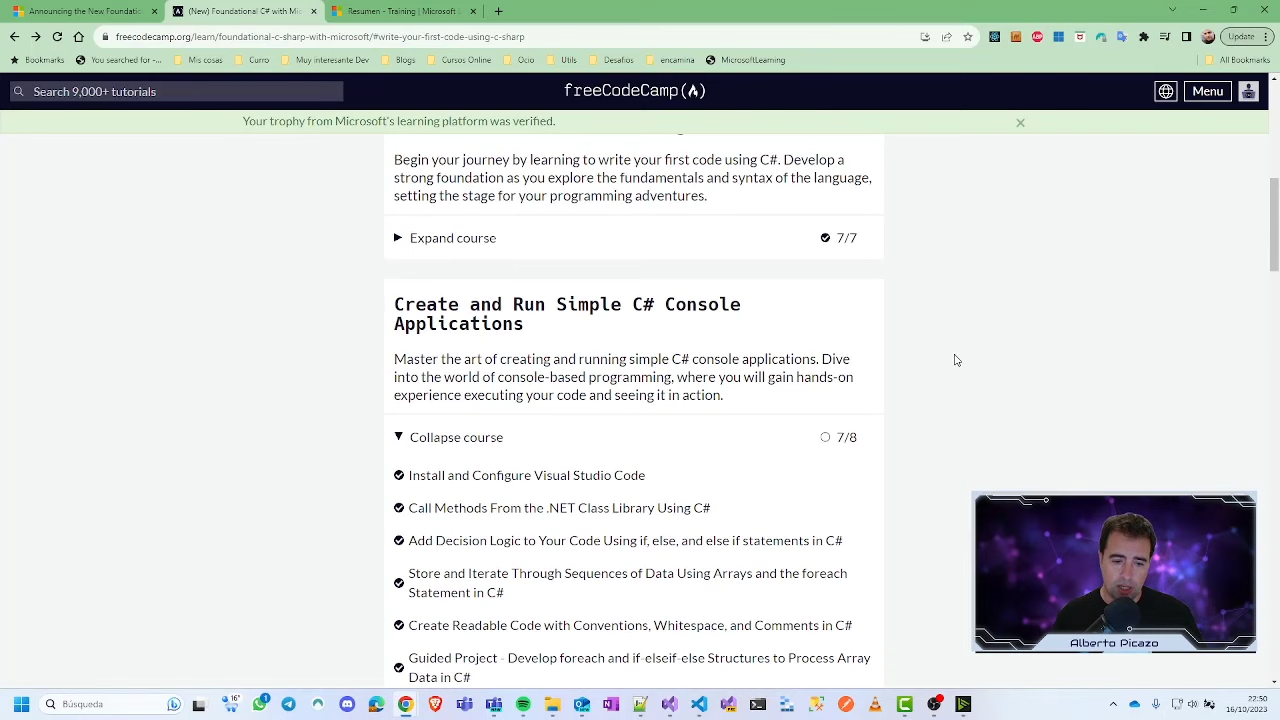 Announcing the New Foundatic
(New) Foundational C# with Mic
Resumen - Training | Microsoft
freecodecamp.org/learn/foundational-c-sharp-with-microsoft/#write-your-first-code-using-c-sharp
Update
Bookmarks
You searched for -...
Mis cosas
Curro
Muy interesante Dev
Blogs
Cursos Online
Ocio
Utils
Desafios
encamina
MicrosoftLearning
All Bookmarks
Search 9,000+ tutorials
freeCodeCamp
Menu
Your trophy from Microsoft's learning platform was verified.
Begin your journey by learning to write your first code using C#. Develop a
strong foundation as you explore the fundamentals and syntax of the language,
setting the stage for your programming adventures.
Expand course
7/7
Create and Run Simple C# Console
Applications
Master the art of creating and running simple C# console applications. Dive
into the world of console-based programming, where you will gain hands-on
experience executing your code and seeing it in action.
Collapse course
7/8
Install and Configure Visual Studio Code
Call Methods From the .NET Class Library Using C#
Add Decision Logic to Your Code Using if, else, and else if statements in C#
Store and Iterate Through Sequences of Data Using Arrays and the foreach
Statement in C#
Create Readable Code with Conventions, Whitespace, and Comments in C#
Guided Project - Develop foreach and if-elseif-else Structures to Process Array
Data in C#
Alberto Picazo
Búsqueda
16°
22:50
16/10/2023